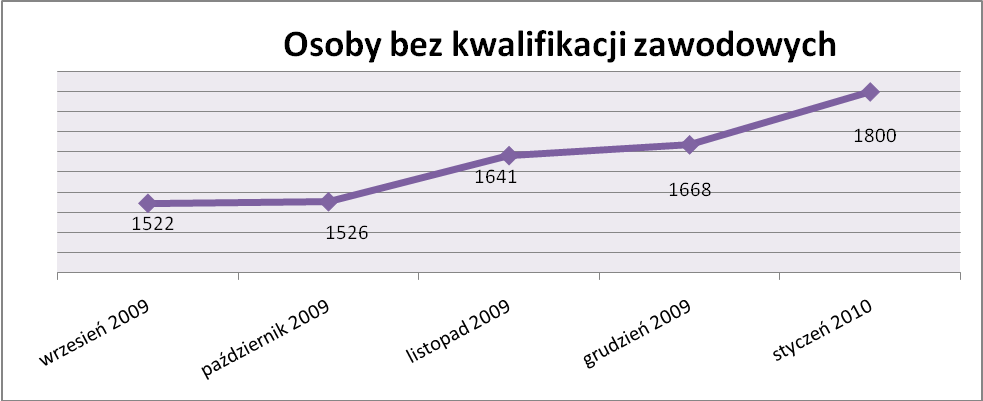 Osoby bez kwalifikacji zawodowych
1522
1526
1641
1668
1800
wrzesień 2009
październik 2009
listopad 2009
grudzień 2009
styczeń 2010